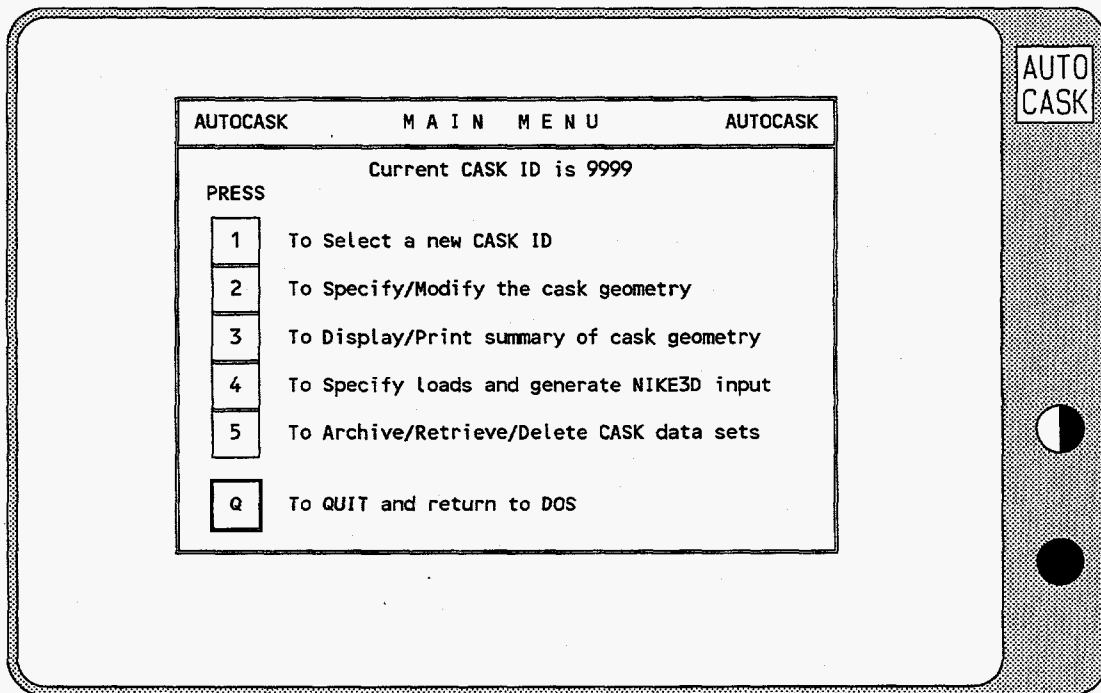 AUTO
CASK
AUTOCASK M A I N M E N U AUTOCASK
Current CASK ID is 9999
PRESS
1 To Select a new CASK ID
2 To Specify/Modify the cask geometry
3 To Display/Print summary of cask geometry
4 To Specify loads and generate NIKE3D input
5 To Archive/Retrieve/Delete CASK data sets
Q To QUIT and return to DOS